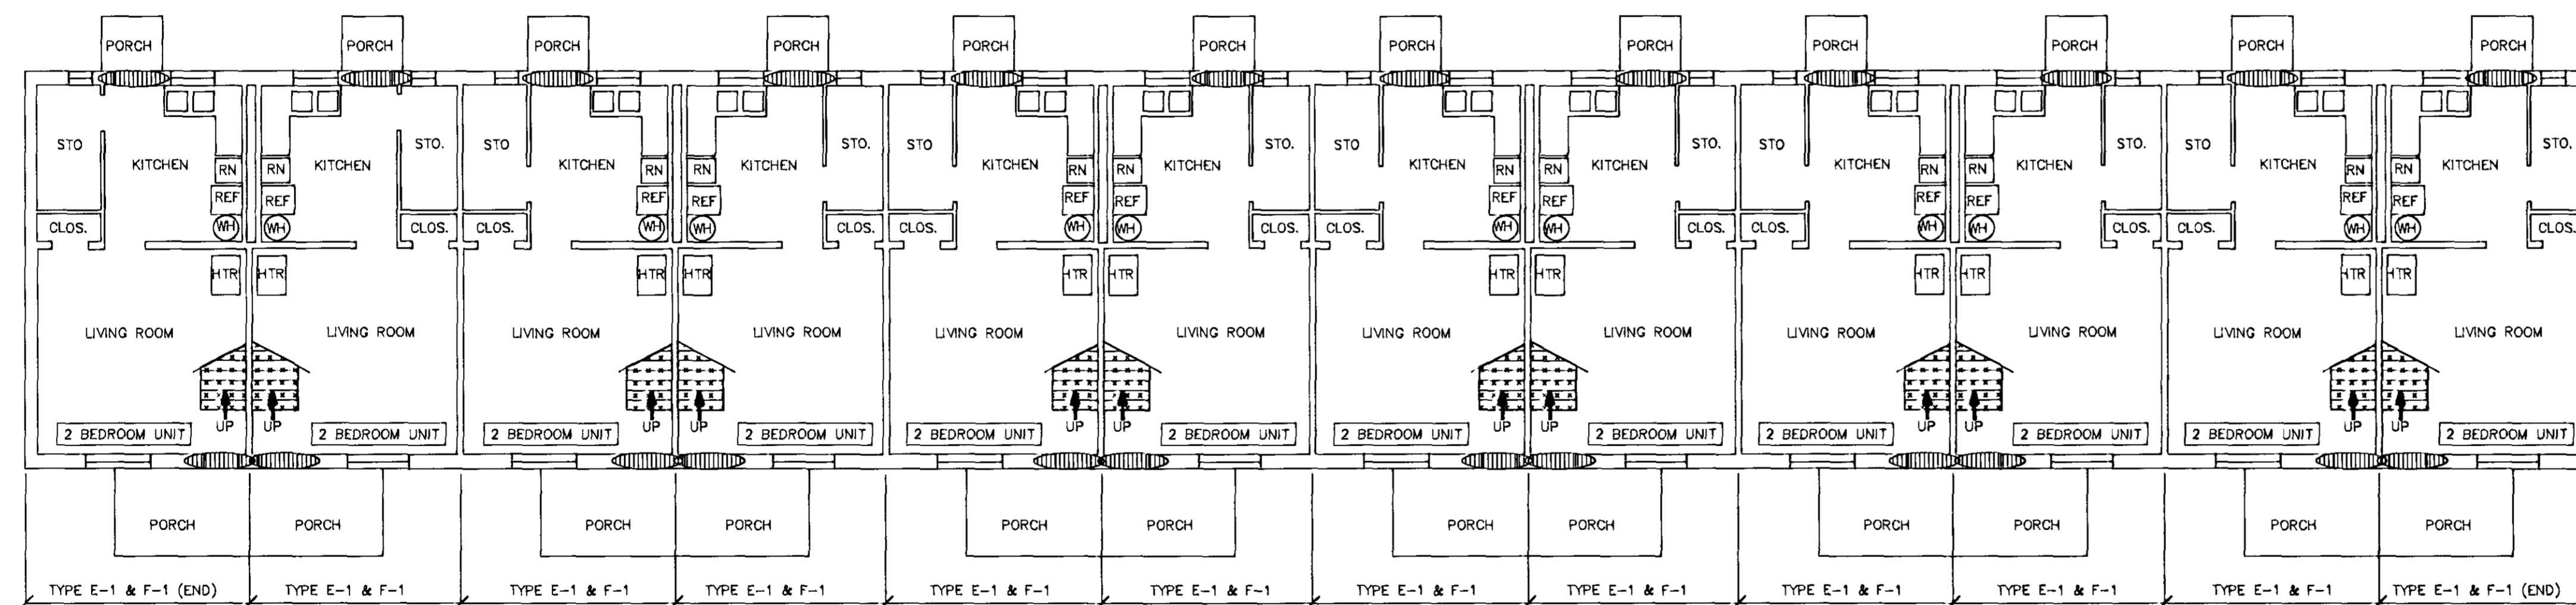 PORCH PORCH PORCH PORCH PORCH PORCH PORCH PORCH PORCH PORCH PORCH PORCH
STO KITCHEN KITCHEN STO. STO KITCHEN KITCHEN STO. STO KITCHEN KITCHEN STO. STO KITCHEN KITCHEN STO. STO KITCHEN KITCHEN STO. STO KITCHEN KITCHEN STO.
RN RN RN RN RN RN RN RN RN RN RN RN
REF REF REF REF REF REF REF REF REF REF REF REF
CLOS. WH WH CLOS. CLOS. WH WH CLOS. CLOS. WH WH CLOS. CLOS. WH WH CLOS. CLOS. WH WH CLOS. CLOS. WH WH CLOS.
HTR HTR HTR HTR HTR HTR HTR HTR HTR HTR HTR HTR
LIVING ROOM LIVING ROOM LIVING ROOM LIVING ROOM LIVING ROOM LIVING ROOM LIVING ROOM LIVING ROOM LIVING ROOM LIVING ROOM LIVING ROOM LIVING ROOM
UP UP UP UP UP UP UP UP UP UP UP UP
2 BEDROOM UNIT 2 BEDROOM UNIT 2 BEDROOM UNIT 2 BEDROOM UNIT 2 BEDROOM UNIT 2 BEDROOM UNIT 2 BEDROOM UNIT 2 BEDROOM UNIT 2 BEDROOM UNIT 2 BEDROOM UNIT 2 BEDROOM UNIT 2 BEDROOM UNIT
PORCH PORCH PORCH PORCH PORCH PORCH PORCH PORCH PORCH PORCH PORCH PORCH
TYPE E-1 & F-1 (END) TYPE E-1 & F-1 TYPE E-1 & F-1 TYPE E-1 & F-1 TYPE E-1 & F-1 TYPE E-1 & F-1 TYPE E-1 & F-1 TYPE E-1 & F-1 TYPE E-1 & F-1 TYPE E-1 & F-1 TYPE E-1 & F-1 TYPE E-1 & F-1 (END)